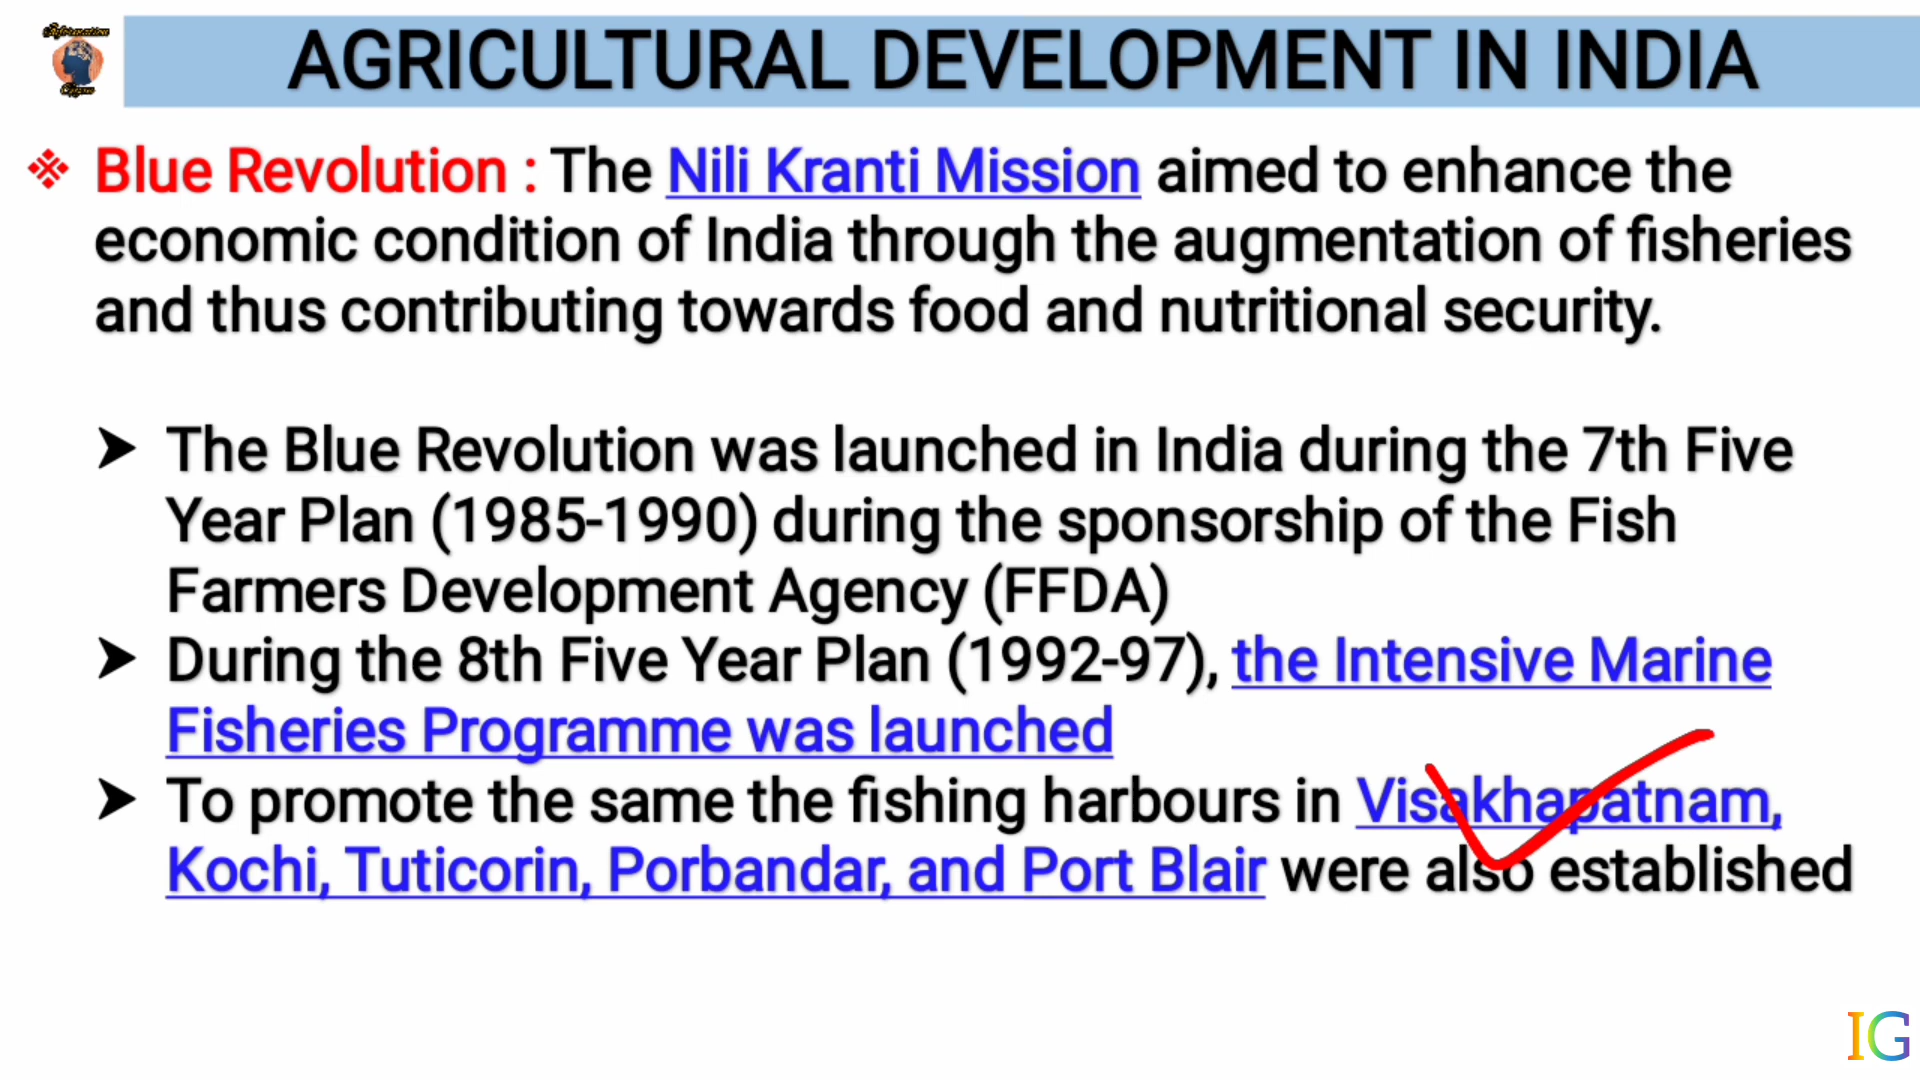 AGRICULTURAL DEVELOPMENT IN INDIA
Blue Revolution : The Nili Kranti Mission aimed to enhance the
economic condition of India through the augmentation of fisheries
and thus contributing towards food and nutritional security.
The Blue Revolution was launched in India during the 7th Five
Year Plan (1985-1990) during the sponsorship of the Fish
Farmers Development Agency (FFDA)
During the 8th Five Year Plan (1992-97), the Intensive Marine
Fisheries Programme was launched
To promote the same the fishing harbours in Visakhapatnam,
Kochi, Tuticorin, Porbandar, and Port Blair were also established
IG